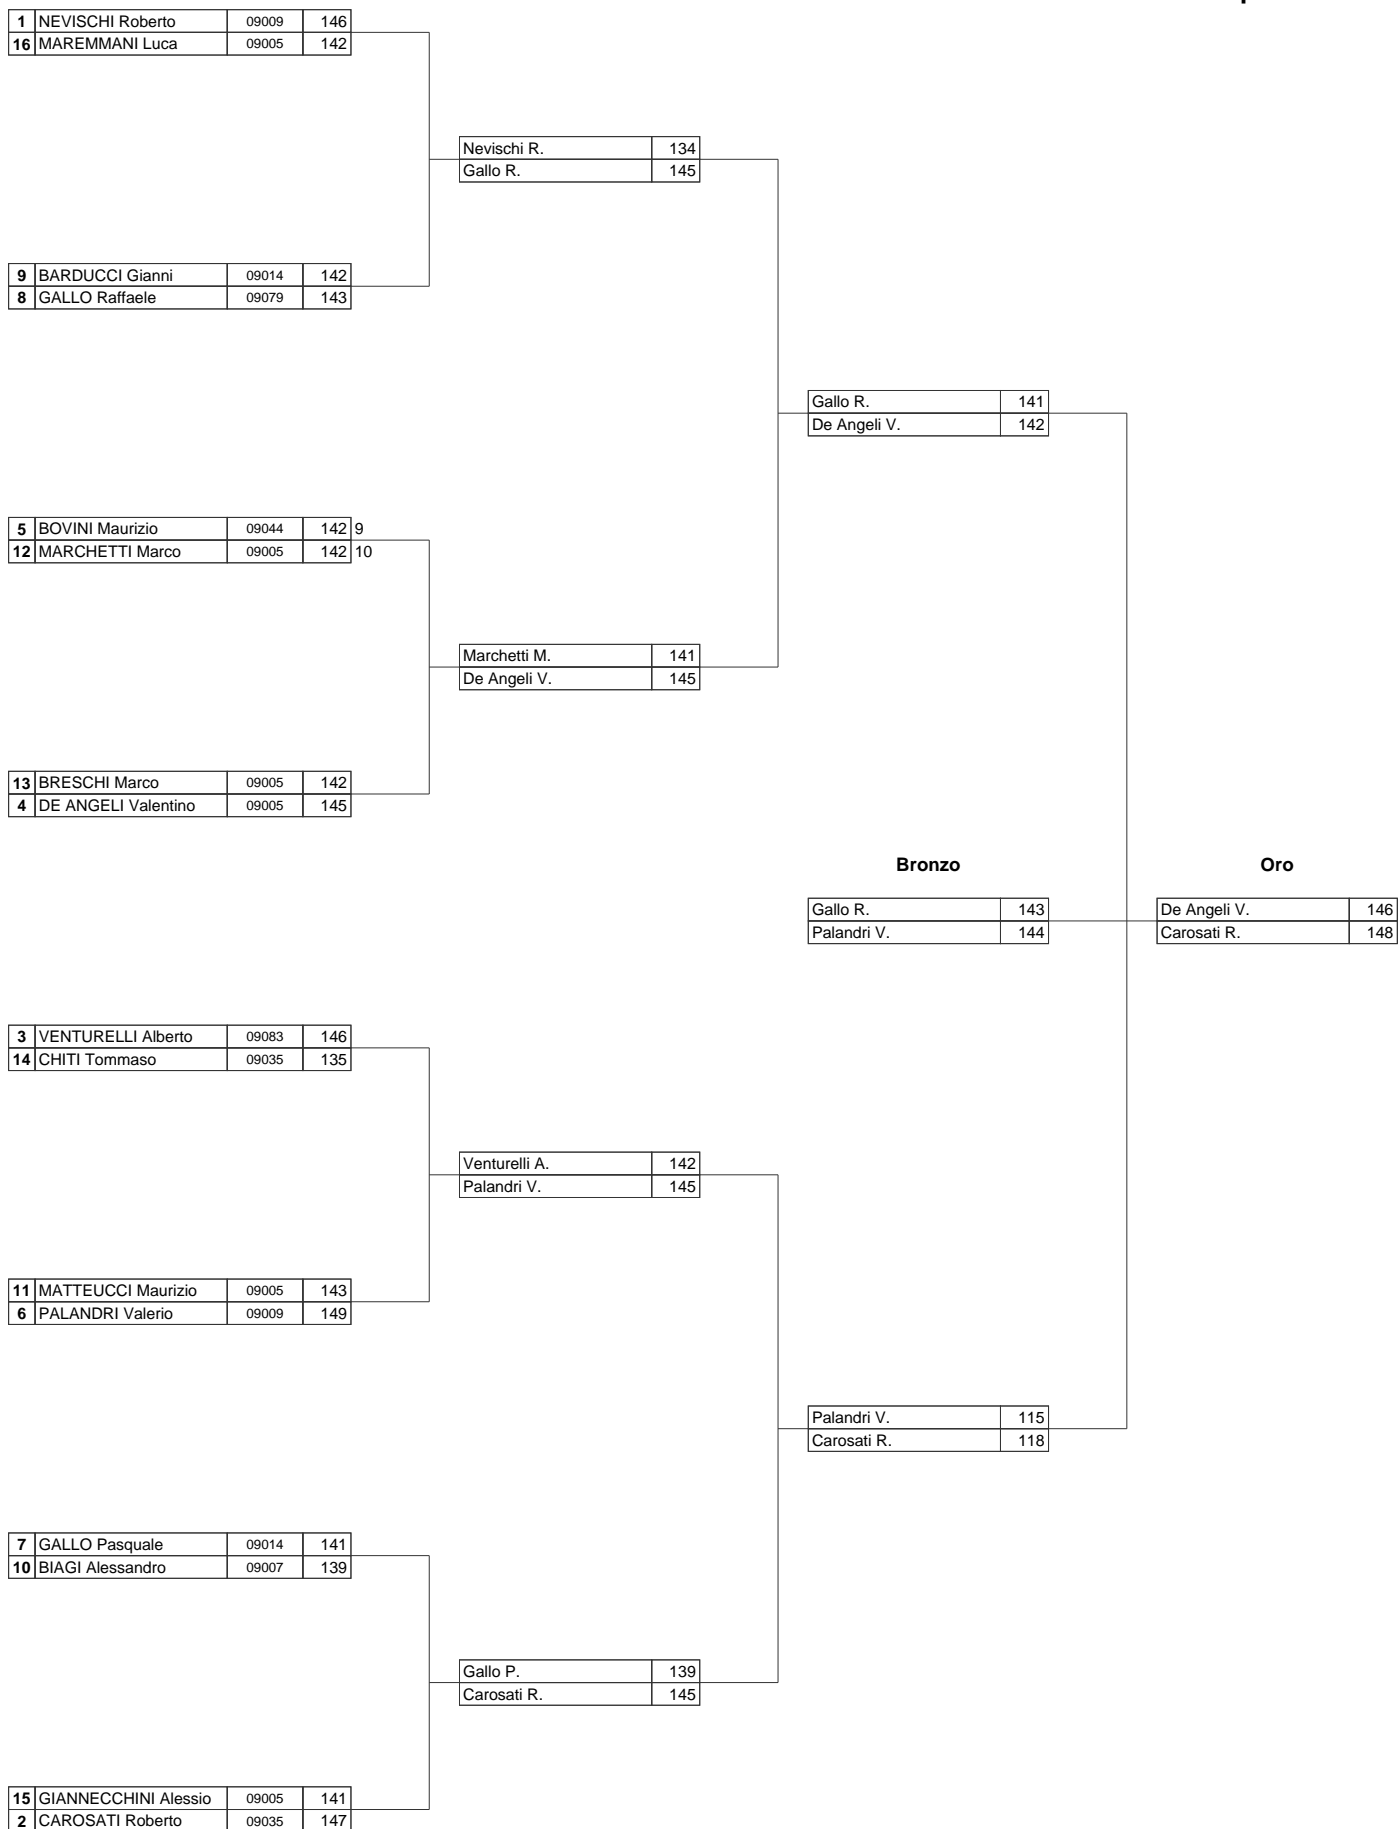 1 NEVISCHI Roberto 09009 146
16 MAREMMANI Luca 09005 142
Nevischi R. 134
Gallo R. 145
9 BARDUCCI Gianni 09014 142
8 GALLO Raffaele 09079 143
Gallo R. 141
De Angeli V. 142
5 BOVINI Maurizio 09044 142 9
12 MARCHETTI Marco 09005 142 10
Marchetti M. 141
De Angeli V. 145
13 BRESCHI Marco 09005 142
4 DE ANGELI Valentino 09005 145
Bronzo Oro
Gallo R. 143 De Angeli V. 146
Palandri V. 144 Carosati R. 148
3 VENTURELLI Alberto 09083 146
14 CHITI Tommaso 09035 135
Venturelli A. 142
Palandri V. 145
11 MATTEUCCI Maurizio 09005 143
6 PALANDRI Valerio 09009 149
Palandri V. 115
Carosati R. 118
7 GALLO Pasquale 09014 141
10 BIAGI Alessandro 09007 139
Gallo P. 139
Carosati R. 145
15 GIANNECCHINI Alessio 09005 141
2 CAROSATI Roberto 09035 147